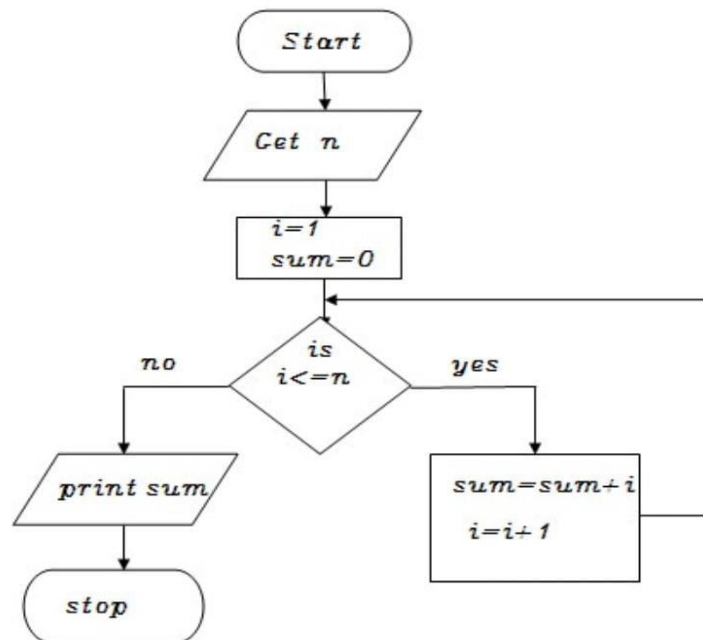 Start
Get n
i=1
sum=0
is
i<=n
no
yes
print sum
sum=sum+i
i=i+1
stop